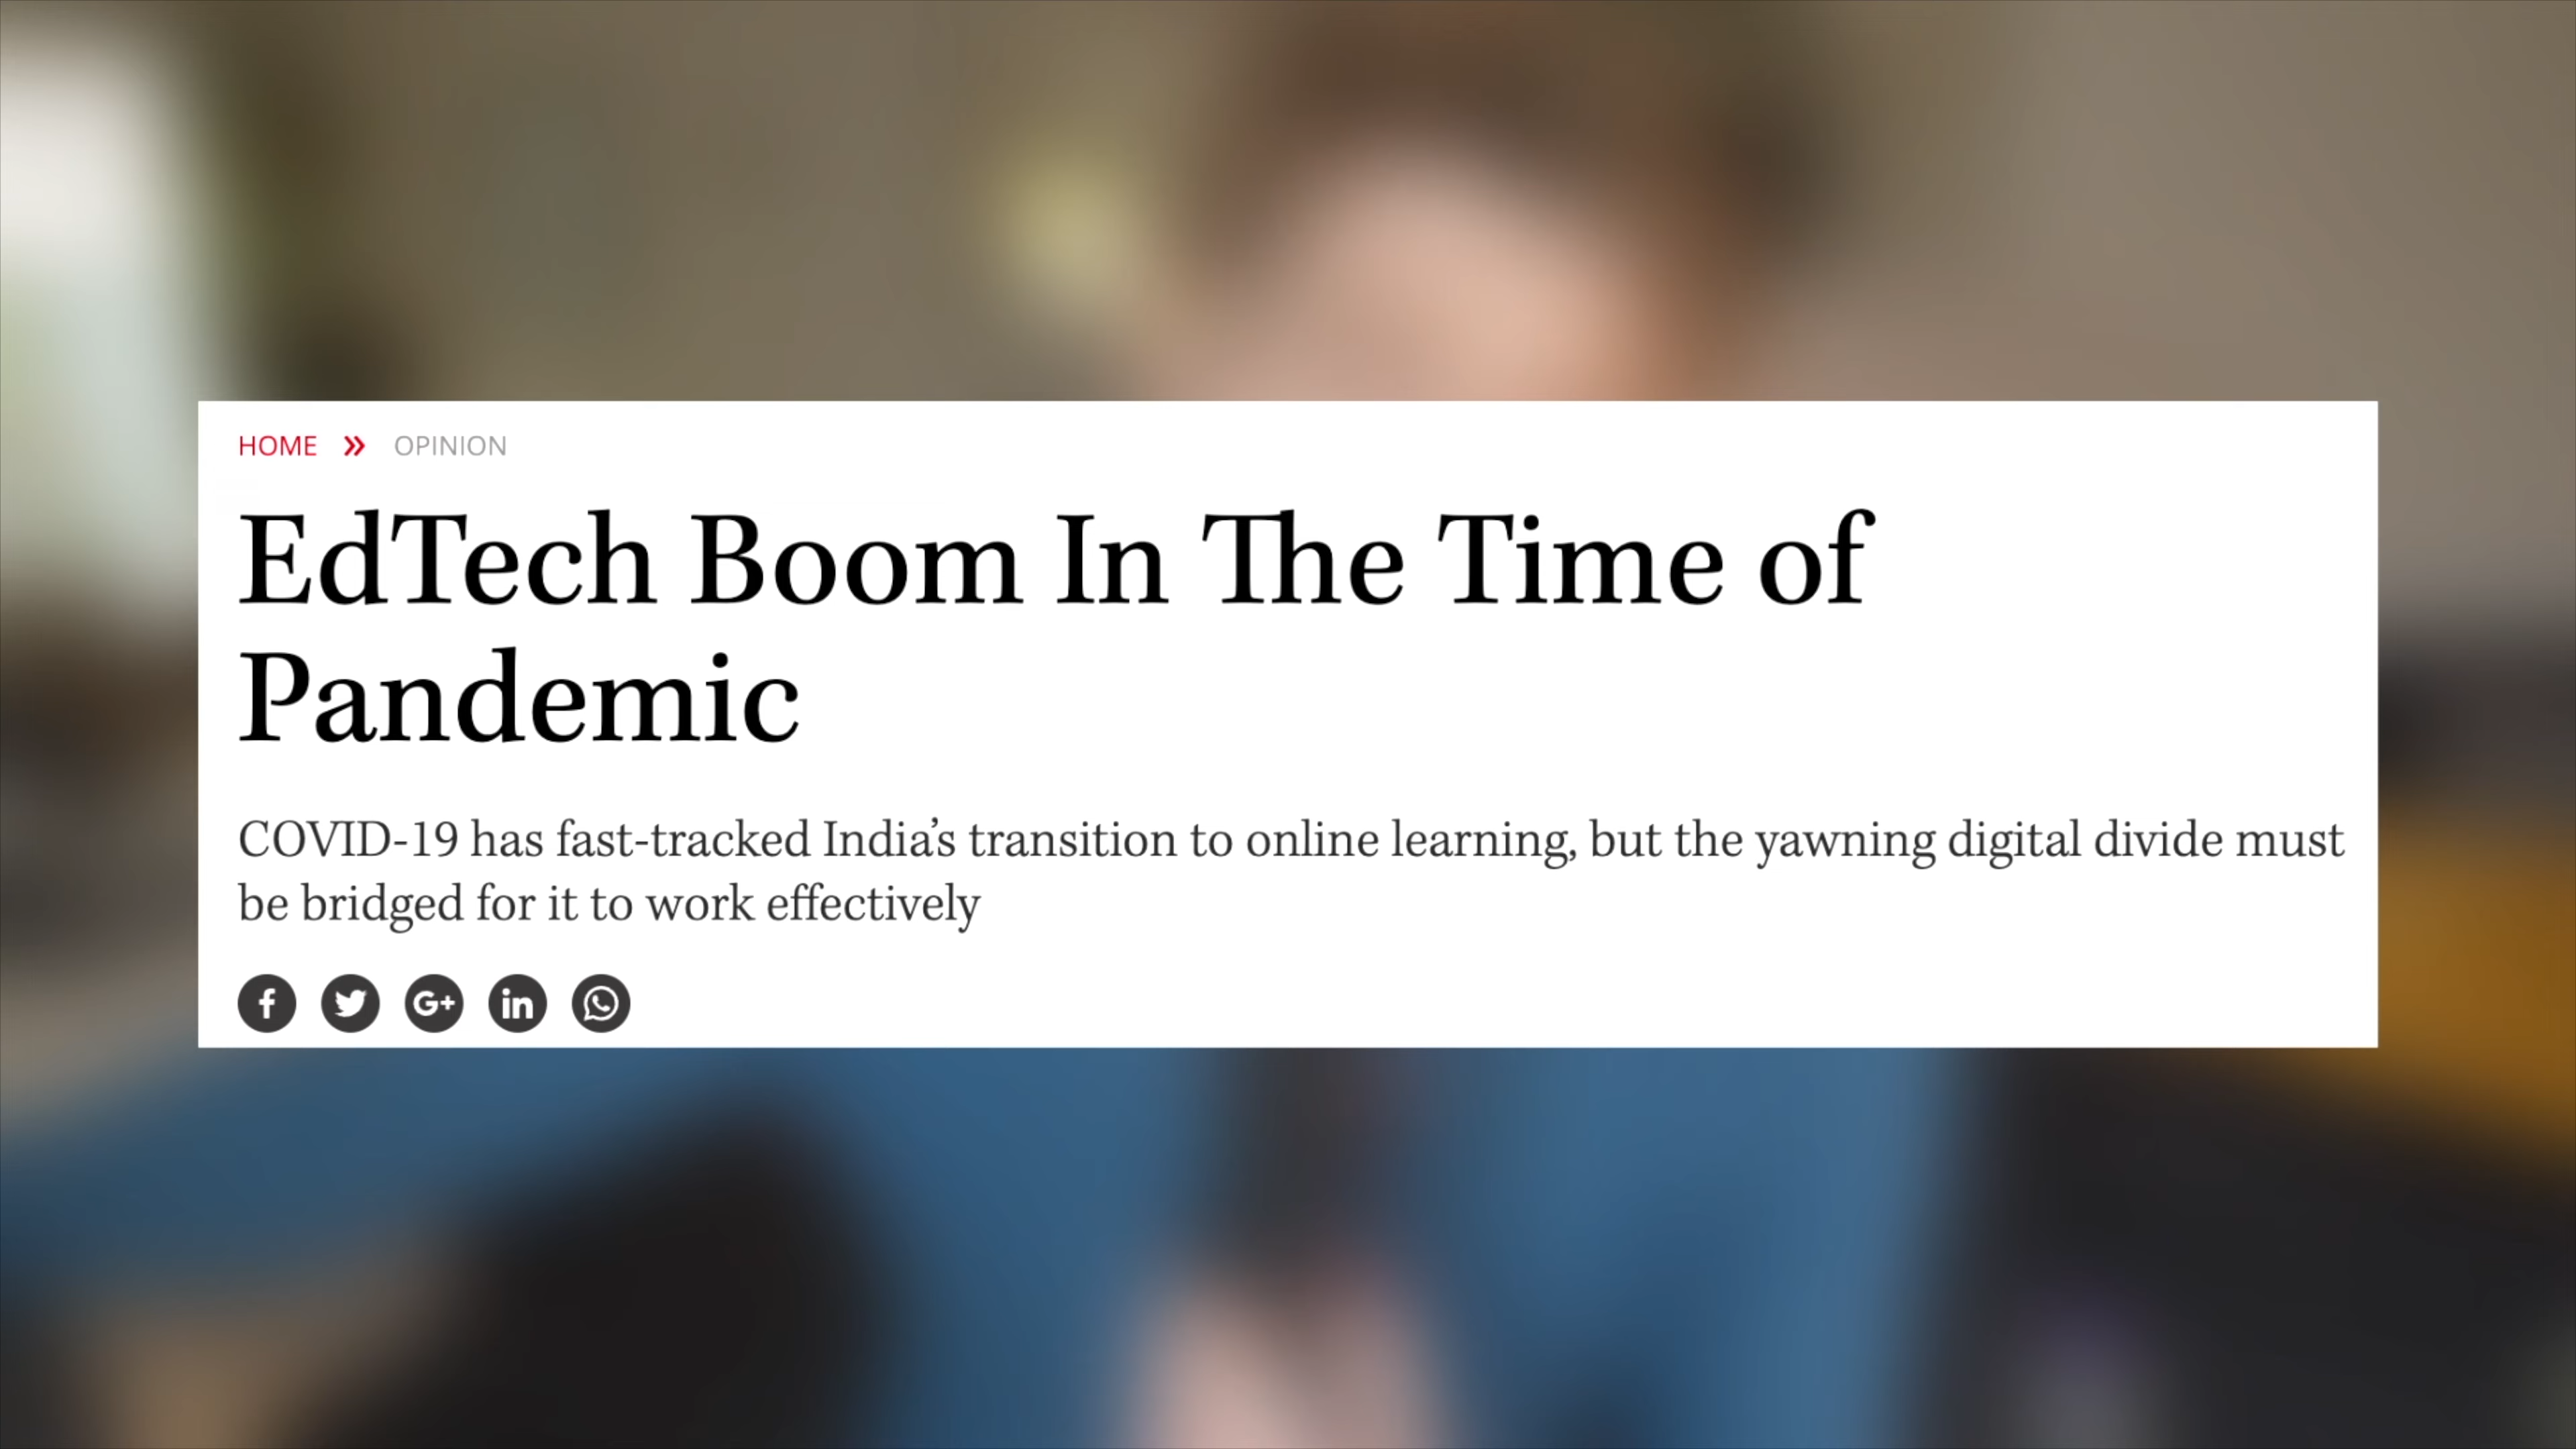 HOME » OPINION
EdTech Boom In The Time of
Pandemic
COVID-19 has fast-tracked India’s transition to online learning, but the yawning digital divide must
be bridged for it to work effectively
f G+ in